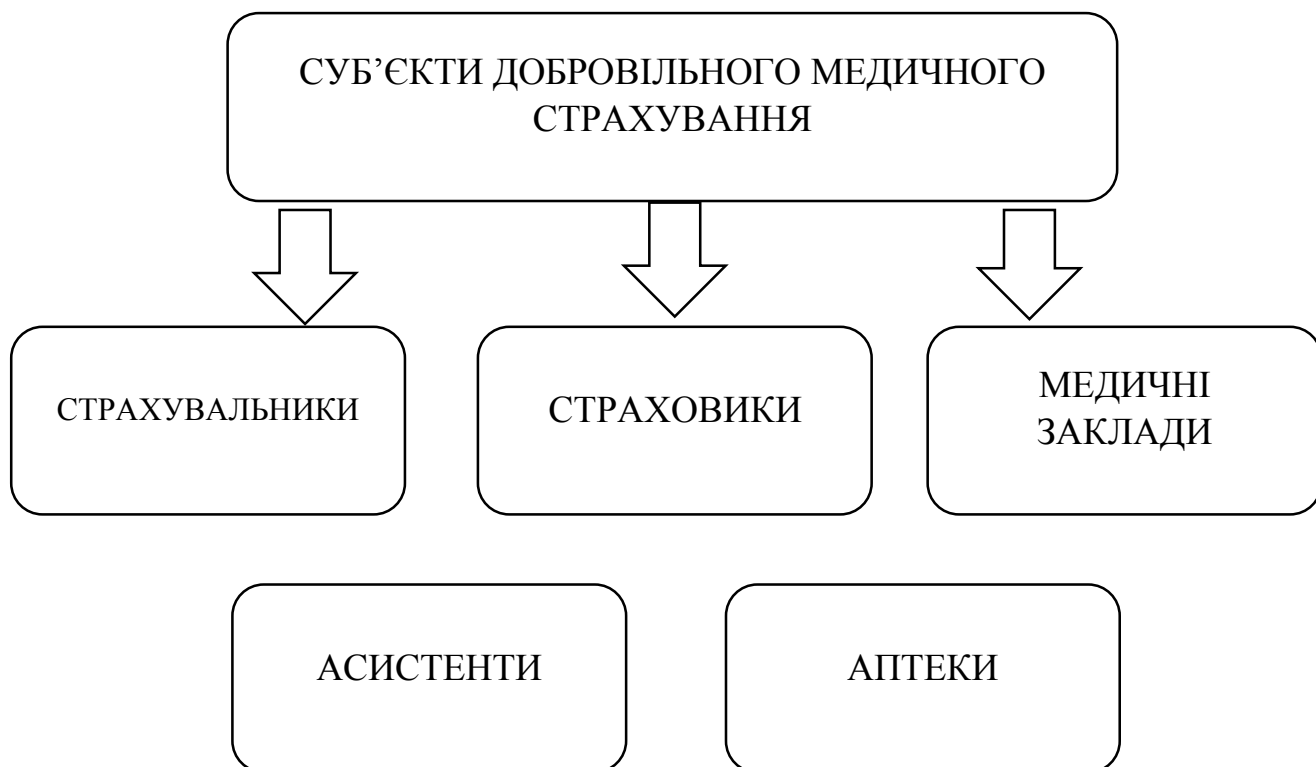 СУБ’ЄКТИ ДОБРОВІЛЬНОГО МЕДИЧНОГО
СТРАХУВАННЯ
СТРАХУВАЛЬНИКИ
СТРАХОВИКИ
МЕДИЧНІ
ЗАКЛАДИ
АСИСТЕНТИ
АПТЕКИ